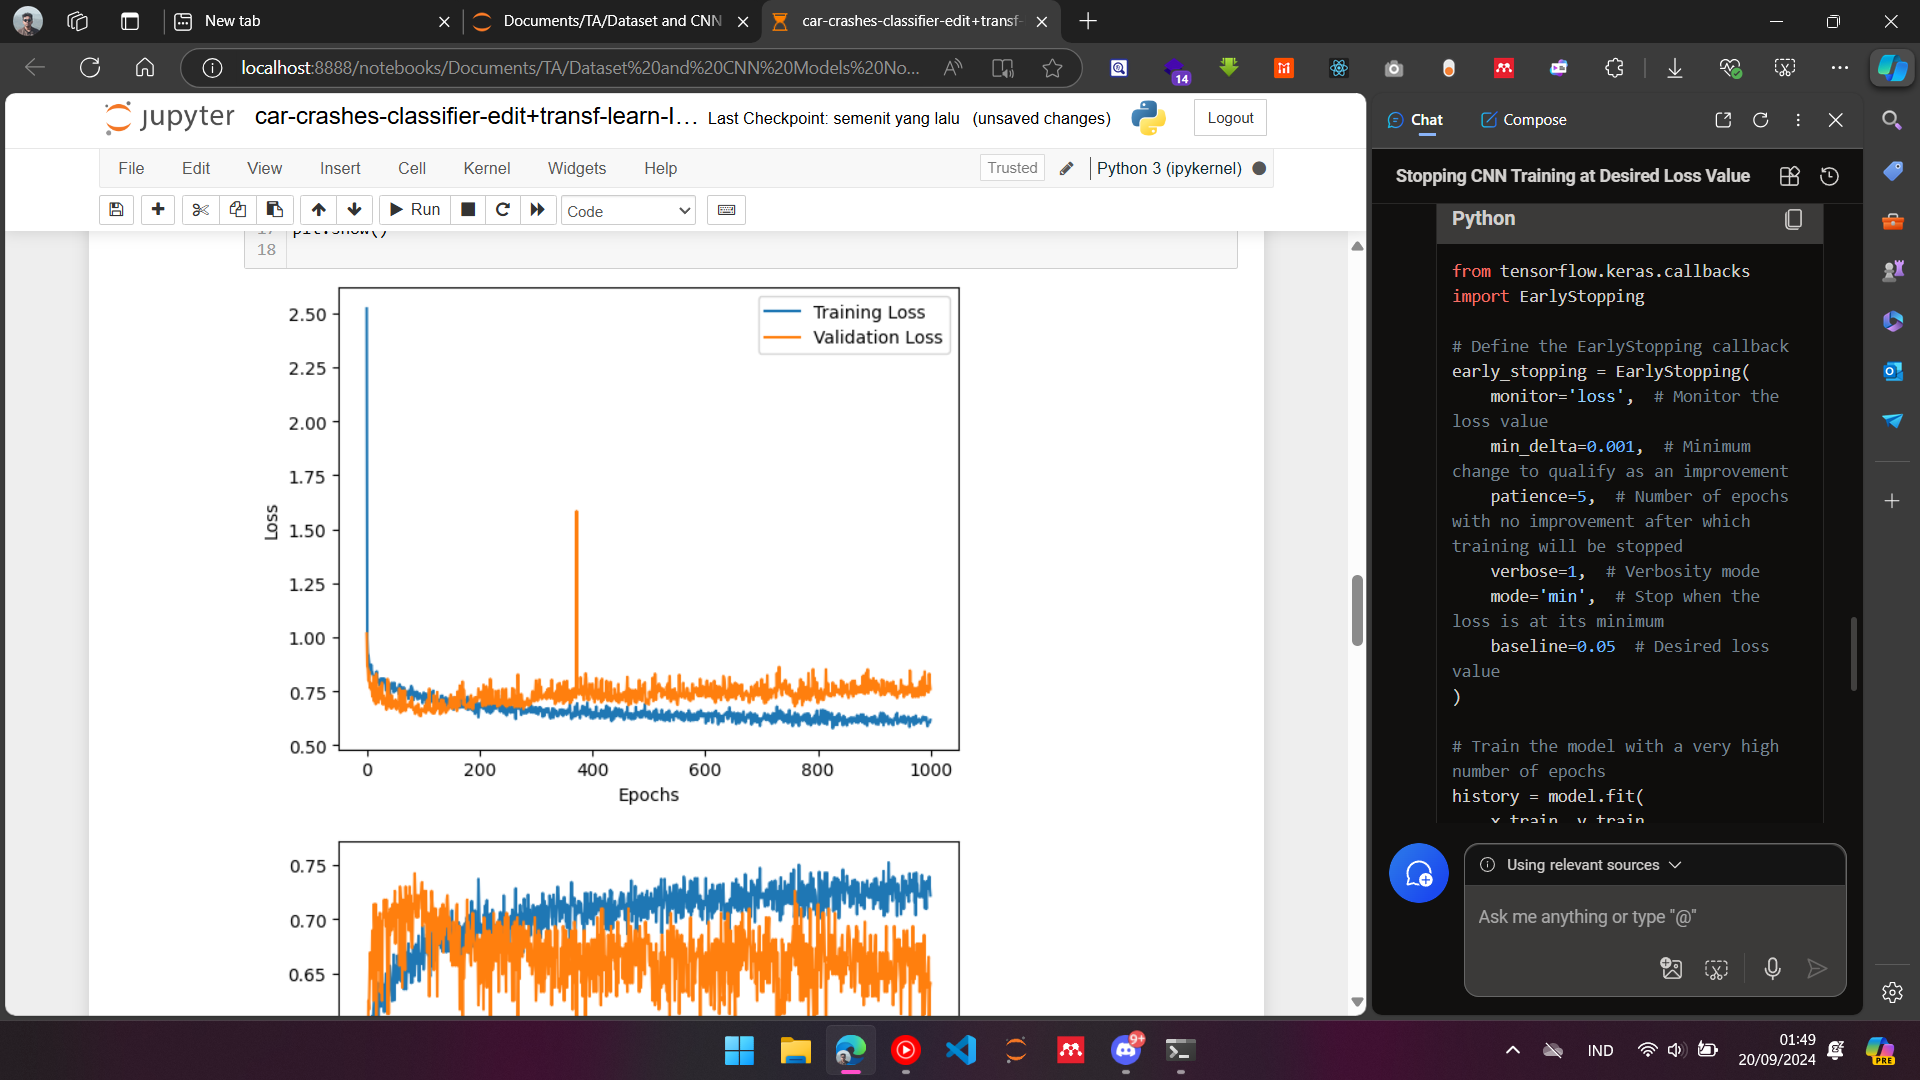 New tab
Documents/TA/Dataset and CNN
car-crashes-classifier-edit+transf-
localhost:8888/notebooks/Documents/TA/Dataset%20and%20CNN%20Models%20No...
14
jupyter
car-crashes-classifier-edit+transf-learn-l...
Last Checkpoint: semenit yang lalu (unsaved changes)
Logout
File
Edit
View
Insert
Cell
Kernel
Widgets
Help
Trusted
Python 3 (ipykernel)
Run
Code
18
2.50
2.25
2.00
1.75
1.50
1.25
1.00
0.75
0.50
Loss
Training Loss
Validation Loss
0
200
400
600
800
1000
Epochs
0.75
0.70
0.65
Chat
Compose
Stopping CNN Training at Desired Loss Value
Python
from tensorflow.keras.callbacks
import EarlyStopping
# Define the EarlyStopping callback
early_stopping = EarlyStopping(
monitor='loss',  # Monitor the
loss value
min_delta=0.001,  # Minimum
change to qualify as an improvement
patience=5,  # Number of epochs
with no improvement after which
training will be stopped
verbose=1,  # Verbosity mode
mode='min',  # Stop when the
loss is at its minimum
baseline=0.05  # Desired loss
value
)
# Train the model with a very high
number of epochs
history = model.fit(
x_train, y_train
Using relevant sources
Ask me anything or type "@"
9+
IND
01:49
20/09/2024
PRE